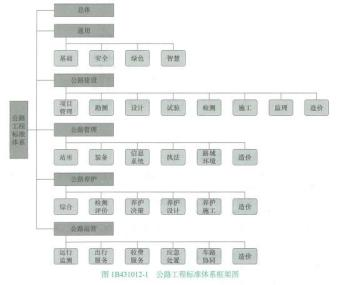 公路
工程
标准
体系
总体
通用
基础 安全 绿色 智慧
公路建设
项目
管理
勘测 设计 试验 检测 施工 监理 造价
公路管理
站所 装备
信息
系统
执法
路域
环境
造价
公路养护
综合
检测
评价
养护
决策
养护
设计
养护
施工
造价
公路运营
运行
监测
出行
服务
收费
服务
应急
处置
车路
协同
造价
图 1B431012-1 公路工程标准体系框架图